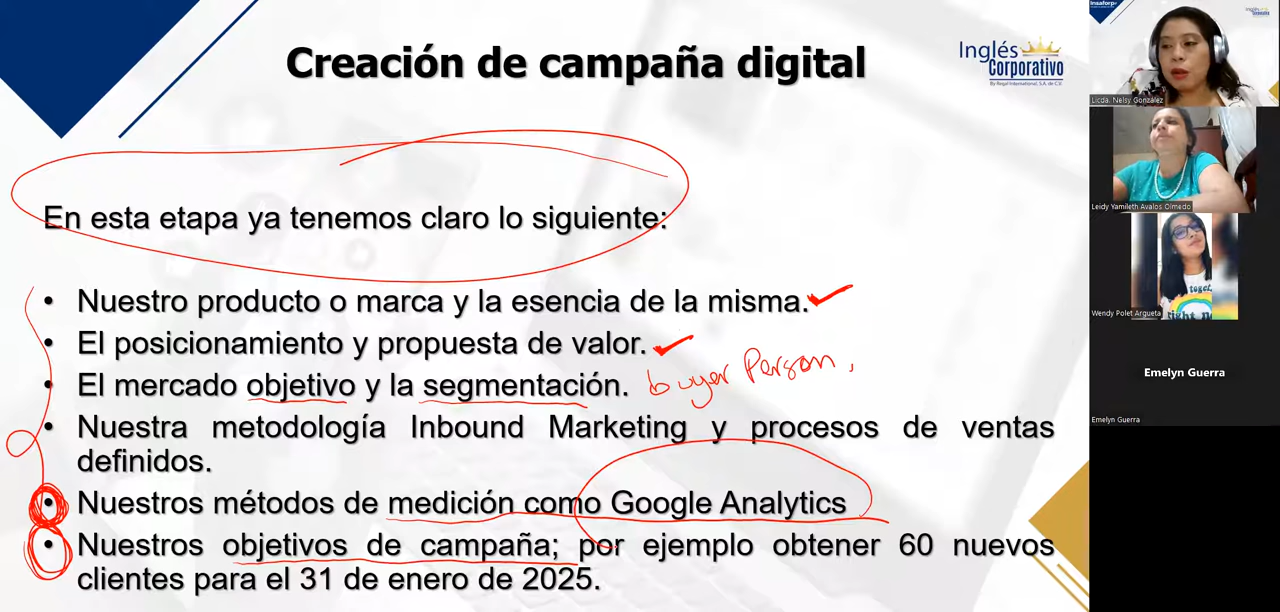 Creación de campaña digital
Inglés
Corporativo
By Regal International, S.A. de C.V.
En esta etapa ya tenemos claro lo siguiente:
• Nuestro producto o marca y la esencia de la misma.
• El posicionamiento y propuesta de valor.
• El mercado objetivo y la segmentación. buyer Person,
• Nuestra metodología Inbound Marketing y procesos de ventas
definidos.
• Nuestros métodos de medición como Google Analytics
• Nuestros objetivos de campaña; por ejemplo obtener 60 nuevos
clientes para el 31 de enero de 2025.
Insaforp
Licda. Nelsy González
Leidy Yamileth Avalos Olmedo
Wendy Polet Argueta
Emelyn Guerra
Emelyn Guerra